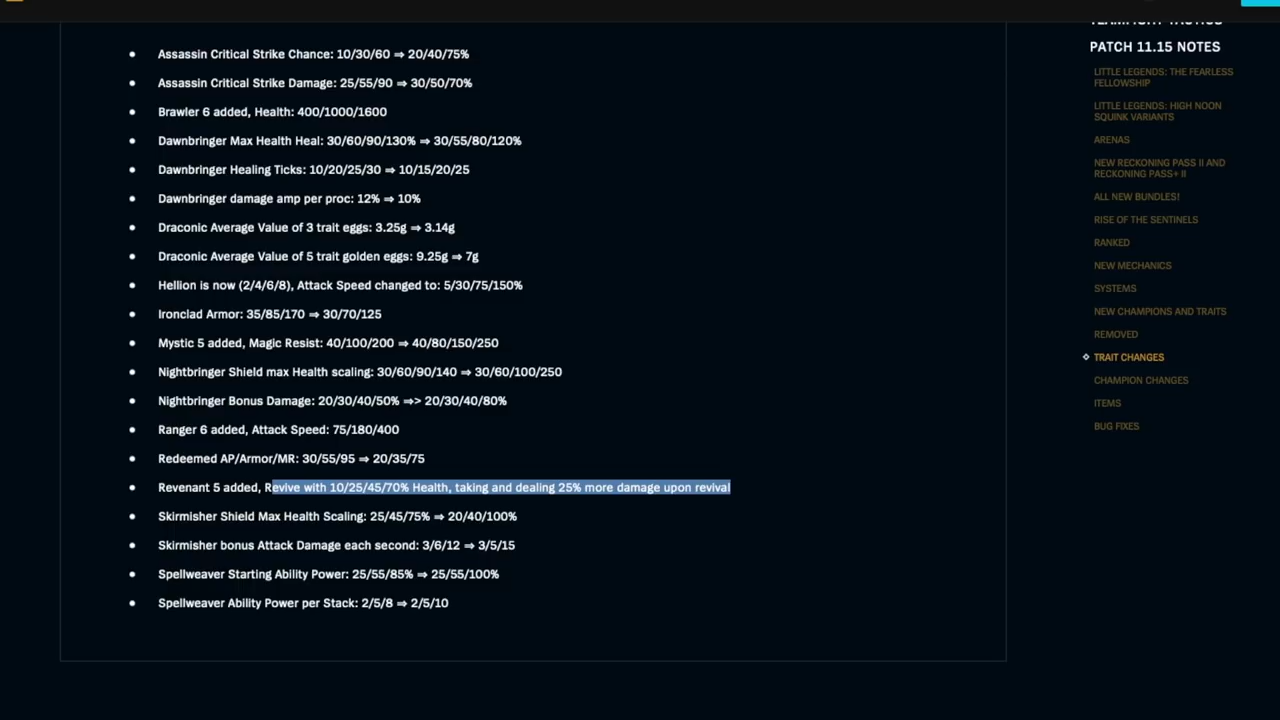 Assassin Critical Strike Chance: 10/30/60 ⇒ 20/40/75%
Assassin Critical Strike Damage: 25/55/90 ⇒ 30/50/70%
Brawler 6 added, Health: 400/1000/1600
Dawnbringer Max Health Heal: 30/60/90/130% ⇒ 30/55/80/120%
Dawnbringer Healing Ticks: 10/20/25/30 ⇒ 10/15/20/25
Dawnbringer damage amp per proc: 12% ⇒ 10%
Draconic Average Value of 3 trait eggs: 3.25g ⇒ 3.14g
Draconic Average Value of 5 trait golden eggs: 9.25g ⇒ 7g
Hellion is now (2/4/6/8), Attack Speed changed to: 5/30/75/150%
Ironclad Armor: 35/85/170 ⇒ 30/70/125
Mystic 5 added, Magic Resist: 40/100/200 ⇒ 40/80/150/250
Nightbringer Shield max Health scaling: 30/60/90/140 ⇒ 30/60/100/250
Nightbringer Bonus Damage: 20/30/40/50% ⇒> 20/30/40/80%
Ranger 6 added, Attack Speed: 75/180/400
Redeemed AP/Armor/MR: 30/55/95 ⇒ 20/35/75
Revenant 5 added, Revive with 10/25/45/70% Health, taking and dealing 25% more damage upon revival
Skirmisher Shield Max Health Scaling: 25/45/75% ⇒ 20/40/100%
Skirmisher bonus Attack Damage each second: 3/6/12 ⇒ 3/5/15
Spellweaver Starting Ability Power: 25/55/85% ⇒ 25/55/100%
Spellweaver Ability Power per Stack: 2/5/8 ⇒ 2/5/10
TEAMFIGHT TACTICS
PATCH 11.15 NOTES
LITTLE LEGENDS: THE FEARLESS
FELLOWSHIP
LITTLE LEGENDS: HIGH NOON
SQUINK VARIANTS
ARENAS
NEW RECKONING PASS II AND
RECKONING PASS+ II
ALL NEW BUNDLES!
RISE OF THE SENTINELS
RANKED
NEW MECHANICS
SYSTEMS
NEW CHAMPIONS AND TRAITS
REMOVED
TRAIT CHANGES
CHAMPION CHANGES
ITEMS
BUG FIXES